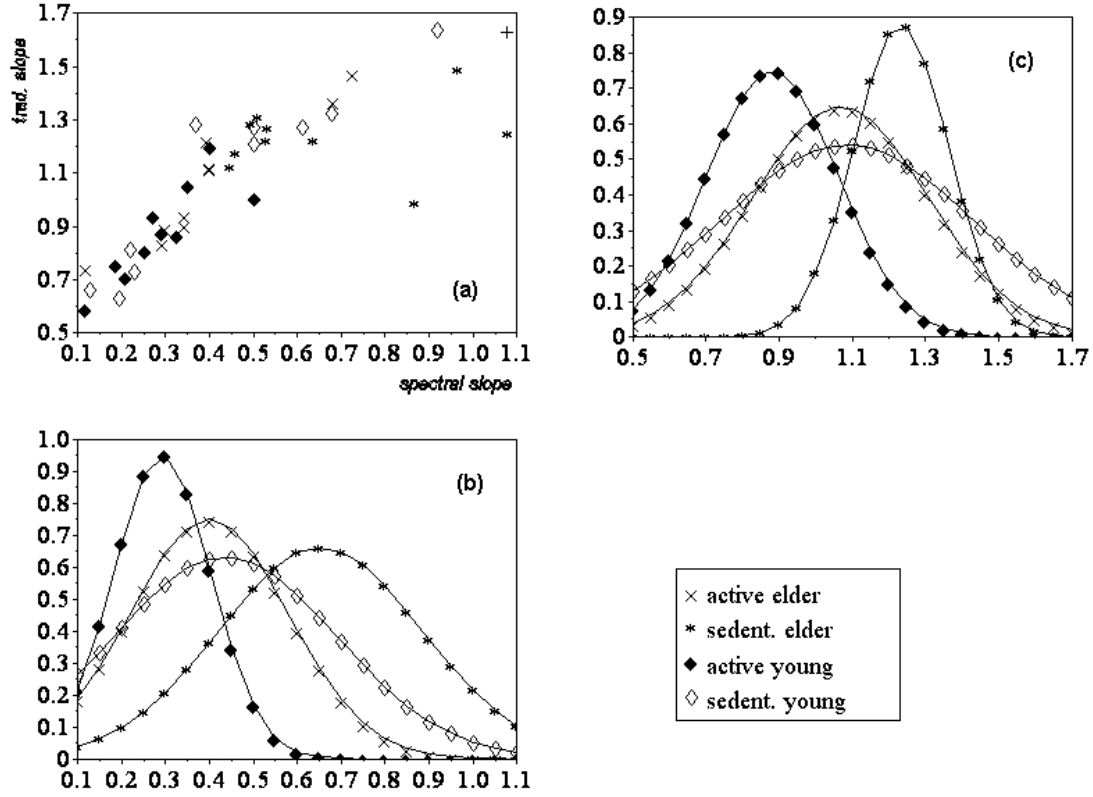 1.7
1.5
1.3
1.1
0.9
0.7
0.5
trad. slope
(a)
0.1 0.2 0.3 0.4 0.5 0.6 0.7 0.8 0.9 1.0 1.1
spectral slope
0.9
0.8
0.7
0.6
0.5
0.4
0.3
0.2
0.1
0
(c)
0.5 0.7 0.9 1.1 1.3 1.5 1.7
1.0
0.9
0.8
0.7
0.6
0.5
0.4
0.3
0.2
0.1
0
(b)
0.1 0.2 0.3 0.4 0.5 0.6 0.7 0.8 0.9 1.0 1.1
active elder
sedent. elder
active young
sedent. young